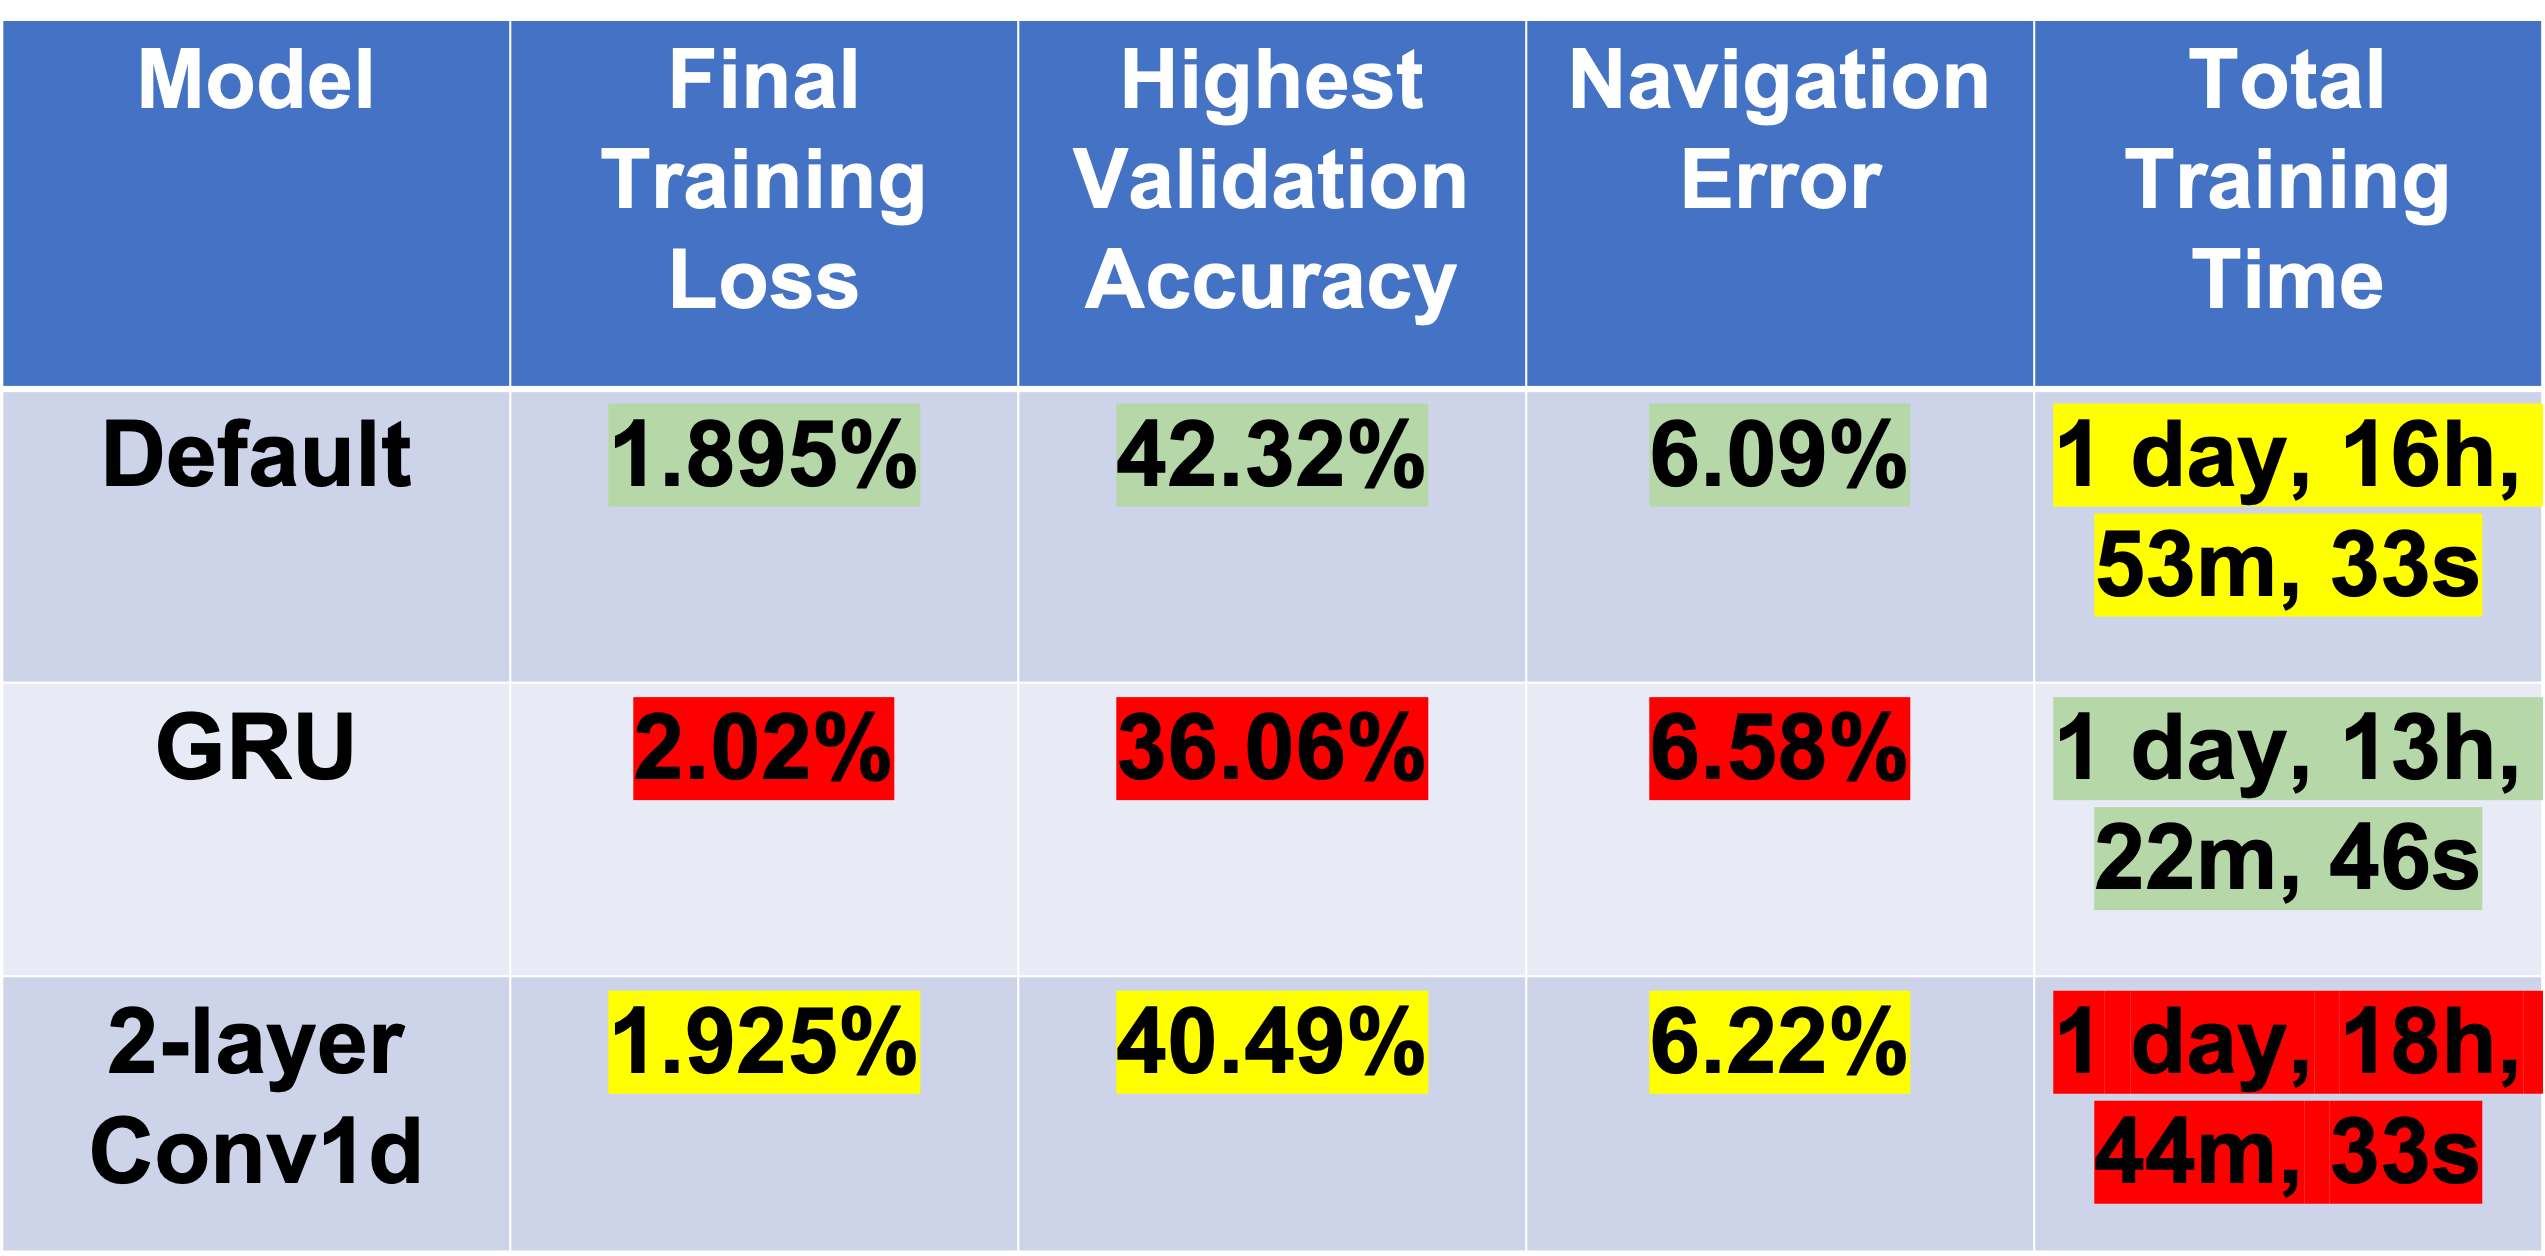 Model
Final
Training
Loss
Highest
Validation
Accuracy
Navigation
Error
Total
Training
Time
Default
1.895%
42.32%
6.09%
1 day, 16h,
53m, 33s
GRU
2.02%
36.06%
6.58%
1 day, 13h,
22m, 46s
2-layer
Conv1d
1.925%
40.49%
6.22%
1 day, 18h,
44m, 33s